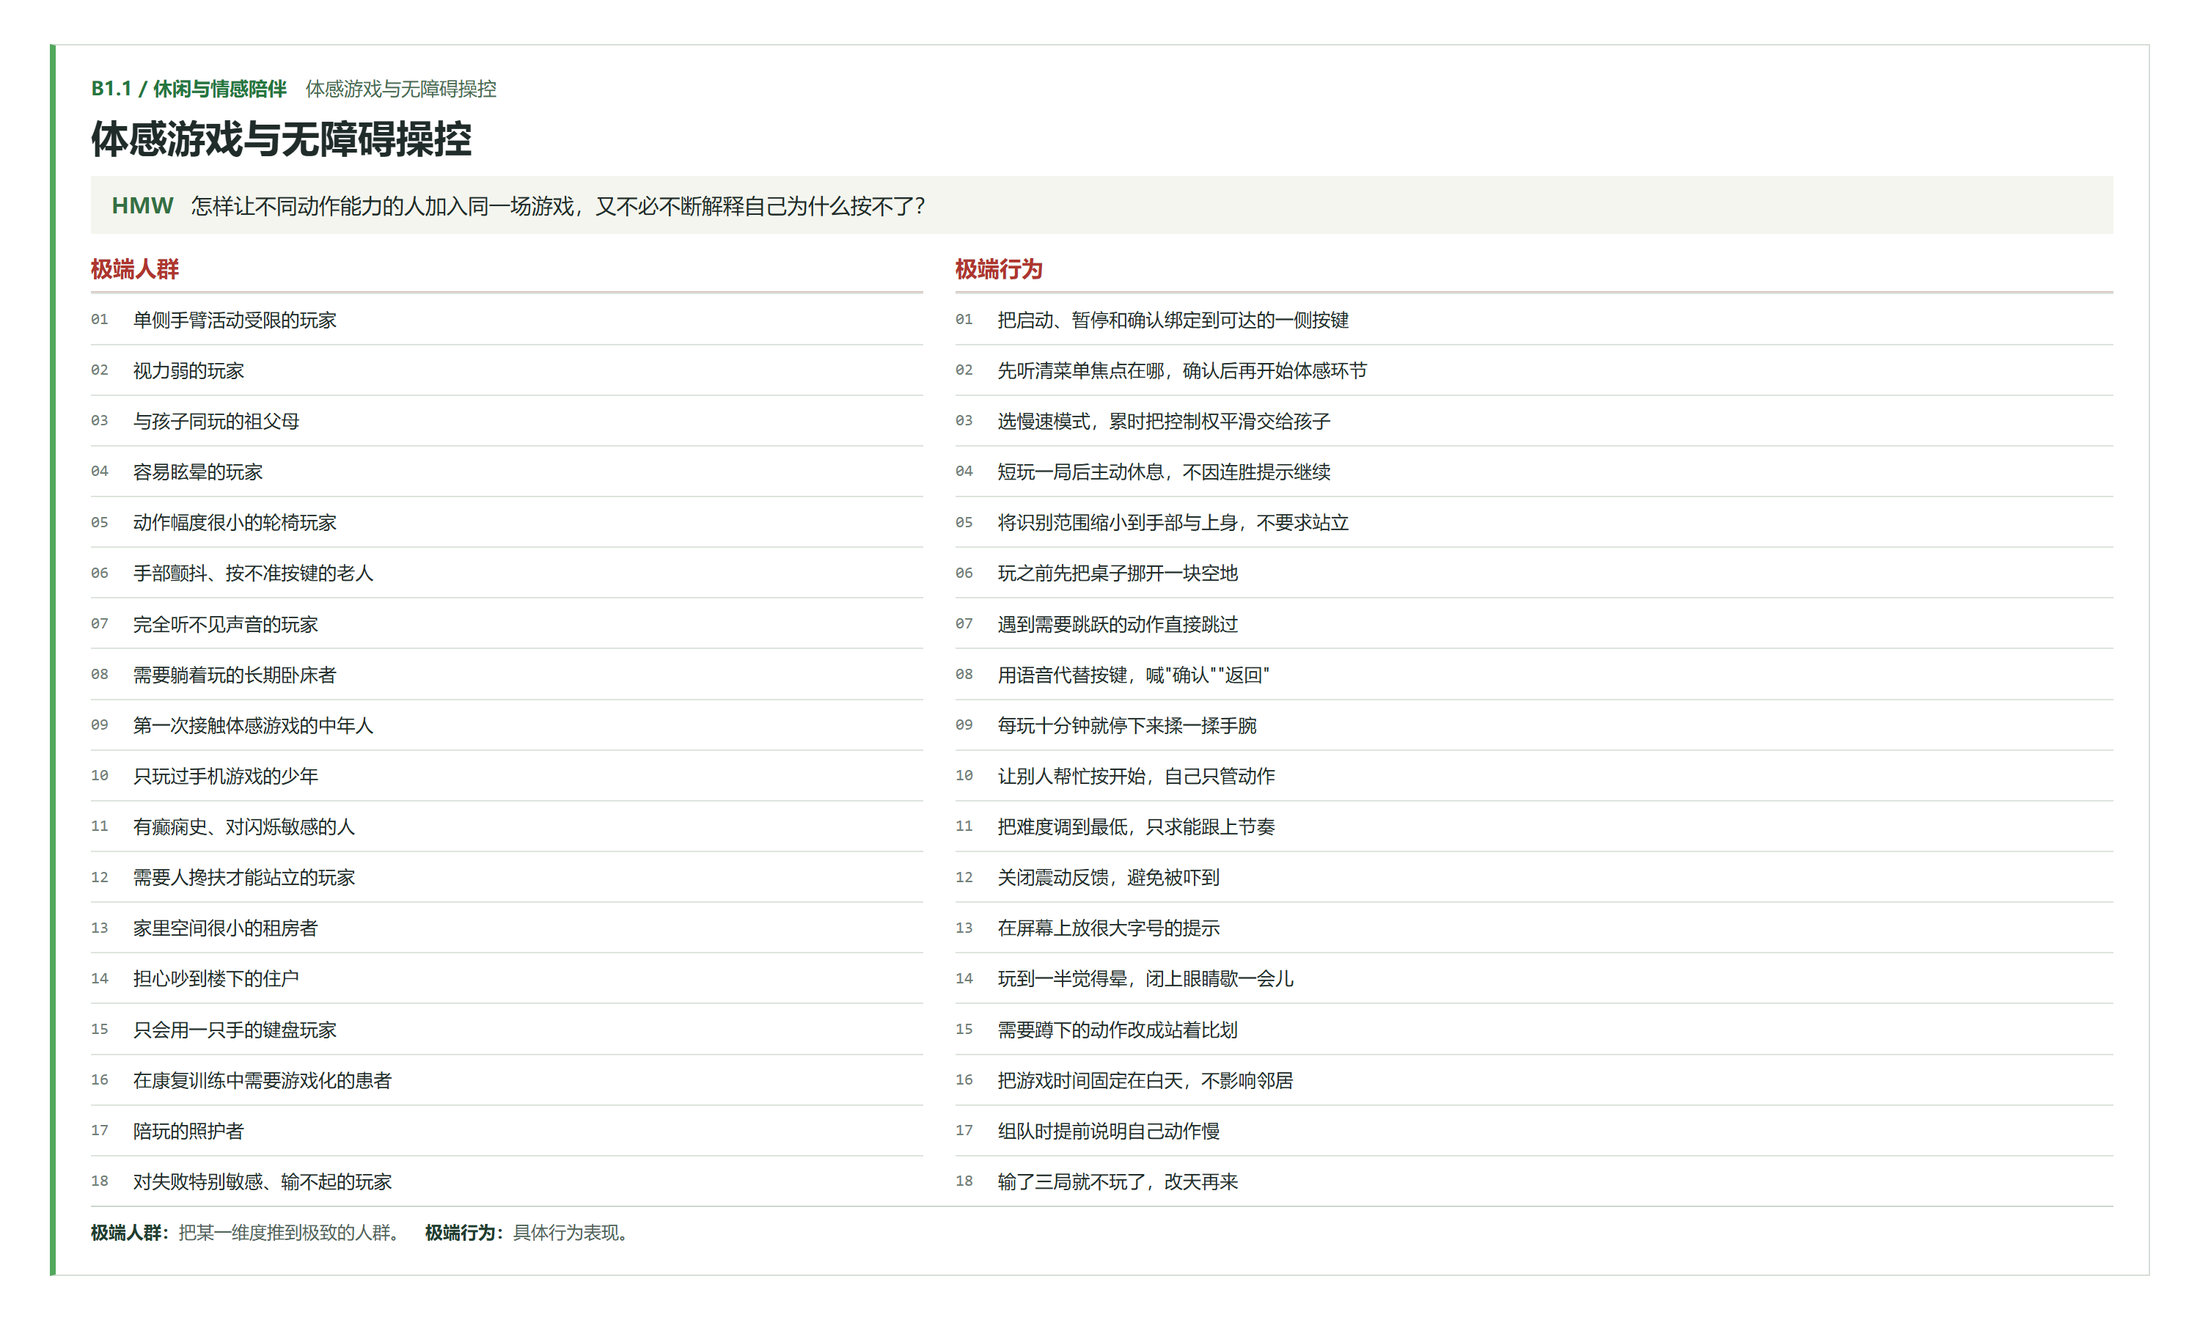 B1.1 / 休闲与情感陪伴 体感游戏与无障碍操控
体感游戏与无障碍操控
HMW 怎样让不同动作能力的人加入同一场游戏，又不必不断解释自己为什么按不了？
极端人群
01 单侧手臂活动受限的玩家
02 视力弱的玩家
03 与孩子同玩的祖父母
04 容易眩晕的玩家
05 动作幅度很小的轮椅玩家
06 手部颤抖、按不准按键的老人
07 完全听不见声音的玩家
08 需要躺着玩的长期卧床者
09 第一次接触体感游戏的中年人
10 只玩过手机游戏的少年
11 有癫痫史、对闪烁敏感的人
12 需要人搀扶才能站立的玩家
13 家里空间很小的租房者
14 担心吵到楼下的住户
15 只会用一只手的键盘玩家
16 在康复训练中需要游戏化的患者
17 陪玩的照护者
18 对失败特别敏感、输不起的玩家
极端行为
01 把启动、暂停和确认绑定到可达的一侧按键
02 先听清菜单焦点在哪，确认后再开始体感环节
03 选慢速模式，累时把控制权平滑交给孩子
04 短玩一局后主动休息，不因连胜提示继续
05 将识别范围缩小到手部与上身，不要求站立
06 玩之前先把桌子挪开一块空地
07 遇到需要跳跃的动作直接跳过
08 用语音代替按键，喊"确认""返回"
09 每玩十分钟就停下来揉一揉手腕
10 让别人帮忙按开始，自己只管动作
11 把难度调到最低，只求能跟上节奏
12 关闭震动反馈，避免被吓到
13 在屏幕上放很大字号的提示
14 玩到一半觉得晕，闭上眼睛歇一会儿
15 需要蹲下的动作改成站着比划
16 把游戏时间固定在白天，不影响邻居
17 组队时提前说明自己动作慢
18 输了三局就不玩了，改天再来
极端人群：把某一维度推到极致的人群。 极端行为：具体行为表现。